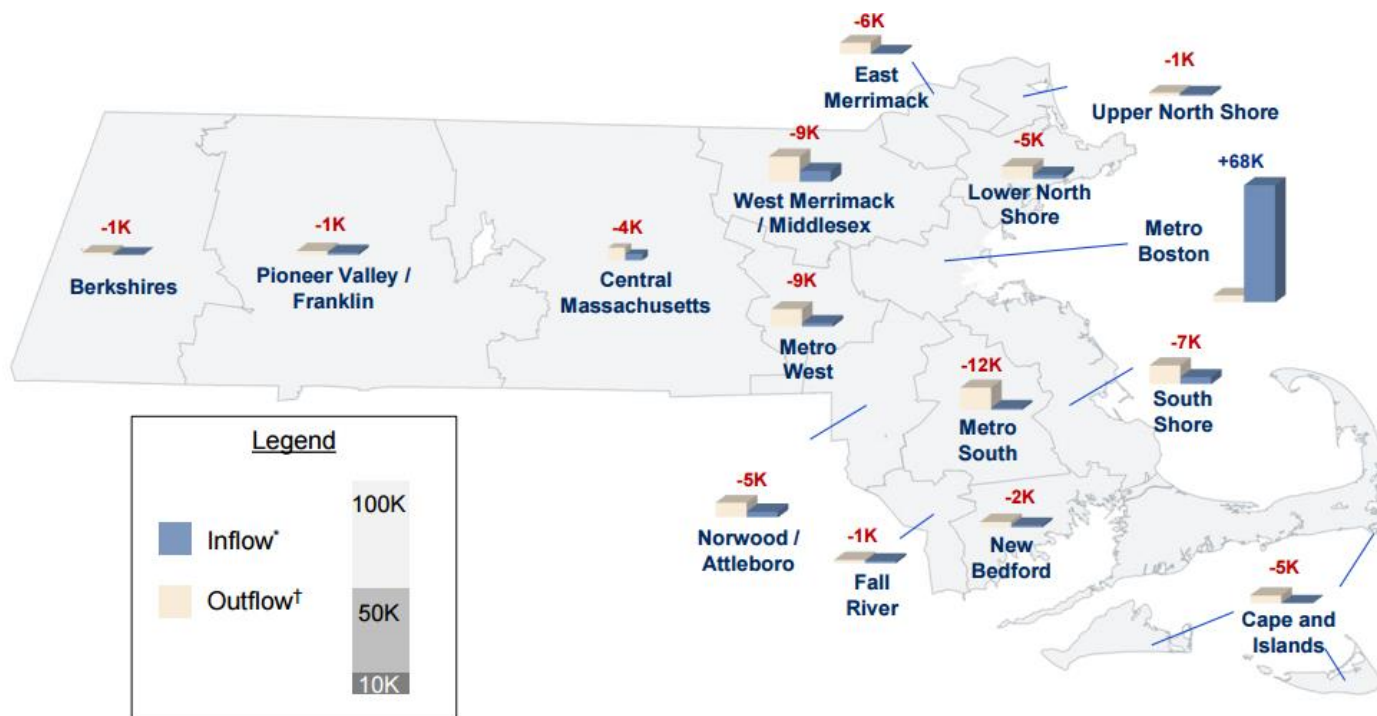 -6K
East
Merrimack
-1K
Upper North Shore
-9K
West Merrimack
/ Middlesex
-5K
Lower North
Shore
+68K
Metro
Boston
-1K
Berkshires
-1K
Pioneer Valley /
Franklin
-4K
Central
Massachusetts
-9K
Metro
West
-12K
Metro
South
-7K
South
Shore
-5K
Norwood /
Attleboro
-1K
Fall
River
-2K
New
Bedford
-5K
Cape and
Islands
Legend
Inflow*
Outflow†
100K
50K
10K